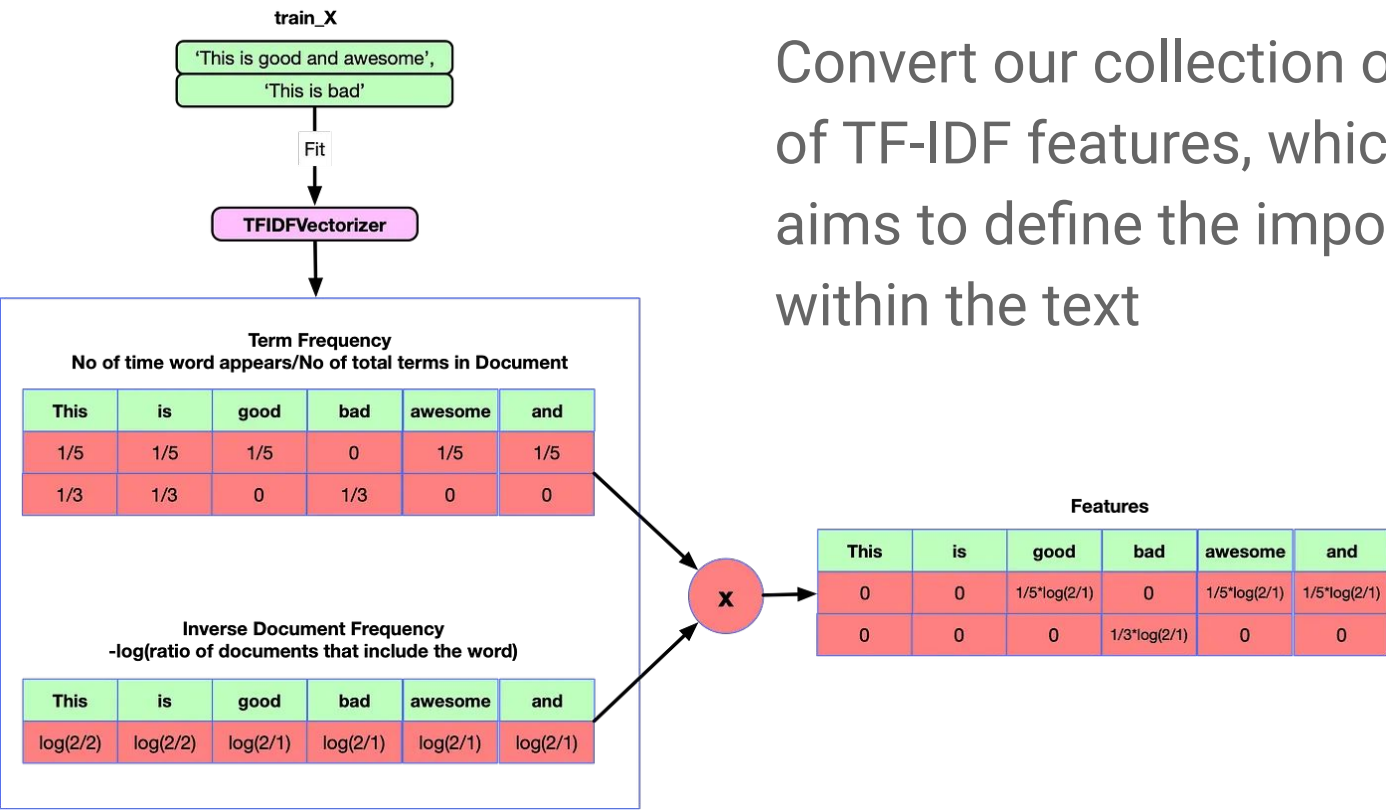 train_X
‘This is good and awesome’,
‘This is bad’
Fit
TFIDFVectorizer
Convert our collection
of TF-IDF features,
aims to define the
within the text
Term Frequency
No of time word appears/No of total terms in Document
This is good bad awesome and
1/5 1/5 1/5 0 1/5 1/5
1/3 1/3 0 1/3 0 0
Inverse Document Frequency
-log(ratio of documents that include the word)
This is good bad awesome and
log(2/2) log(2/2) log(2/1) log(2/1) log(2/1) log(2/1)
x
Features
This is good bad awesome and
0 0 1/5*log(2/1) 0 1/5*log(2/1) 1/5*log(2/1)
0 0 0 1/3*log(2/1) 0 0